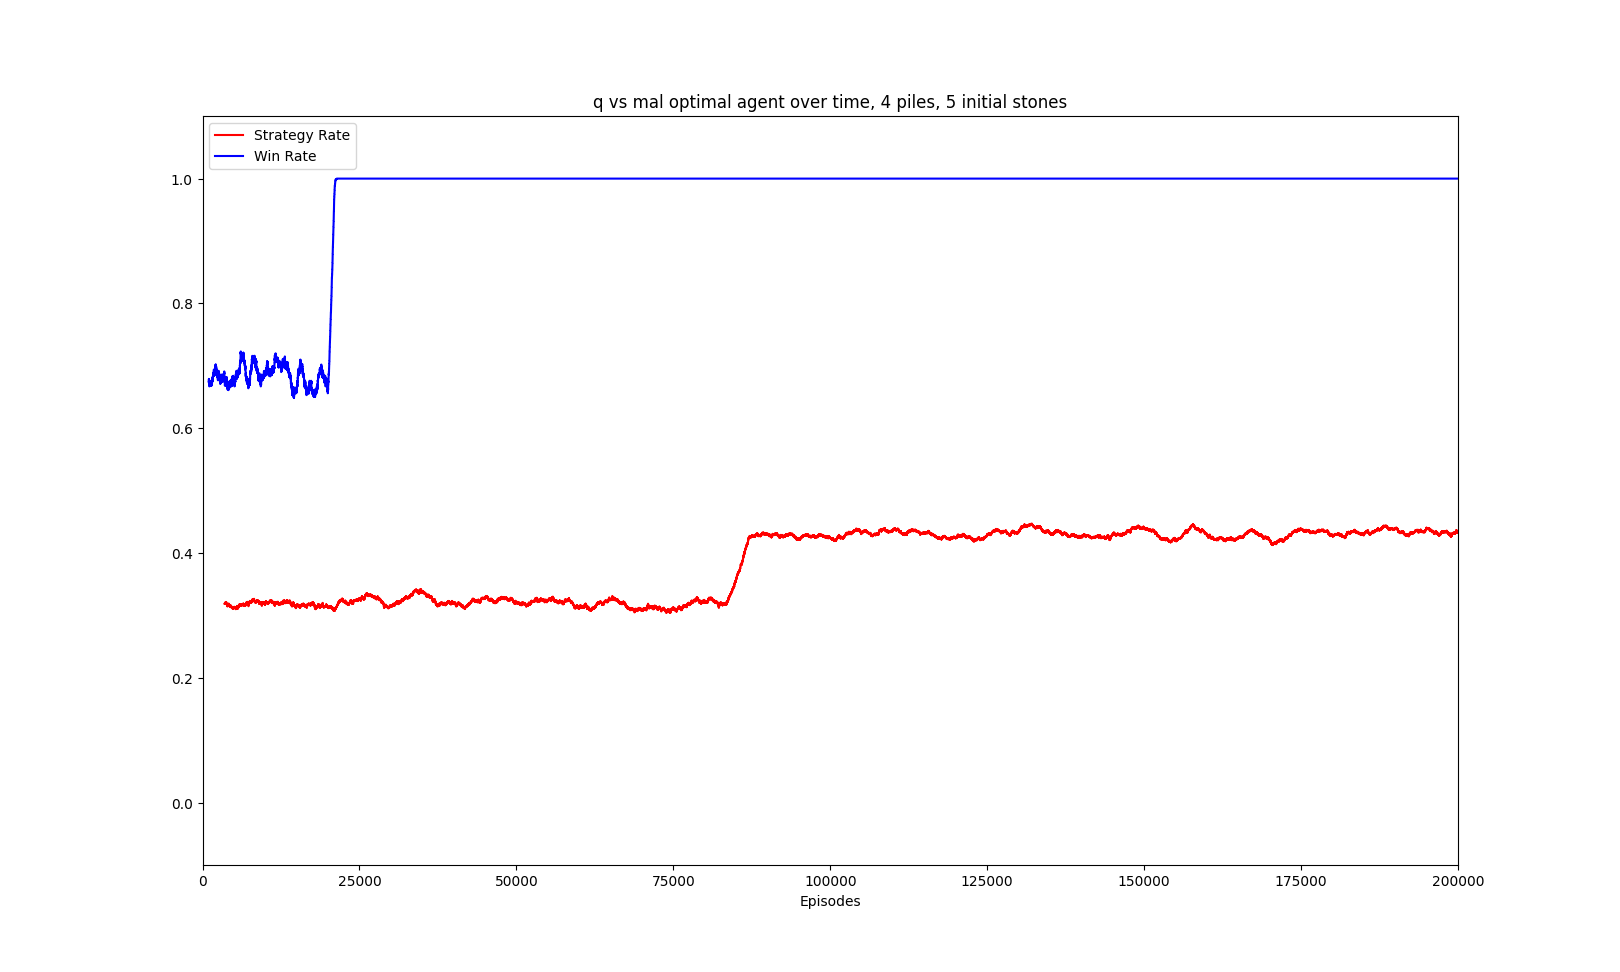 q vs mal optimal agent over time, 4 piles, 5 initial stones
Strategy Rate
Win Rate
1.0
0.8
0.6
0.4
0.2
0.0
0 25000 50000 75000 100000 125000 150000 175000 200000
Episodes